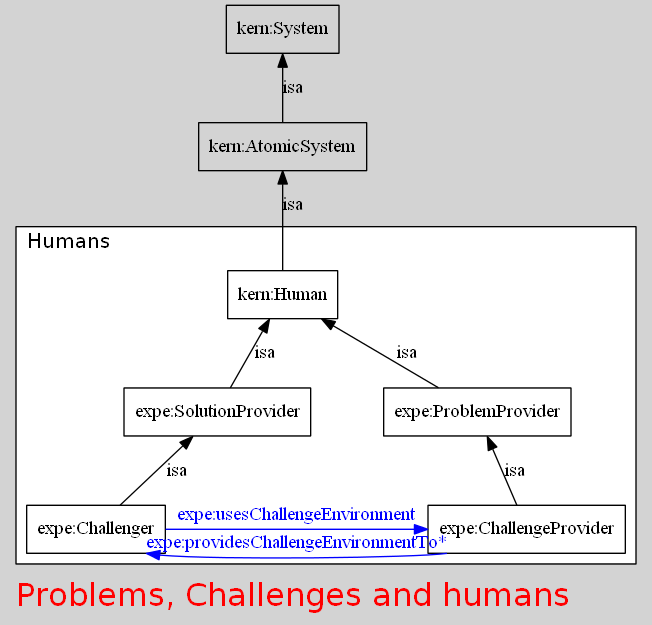 kern:System
isa
kern:AtomicSystem
isa
Humans
kern:Human
isa
isa
expe:SolutionProvider
expe:ProblemProvider
isa
isa
expe:Challenger
expe:usesChallengeEnvironment
expe:ChallengeProvider
expe:providesChallengeEnvironmentTo*
Problems, Challenges and humans